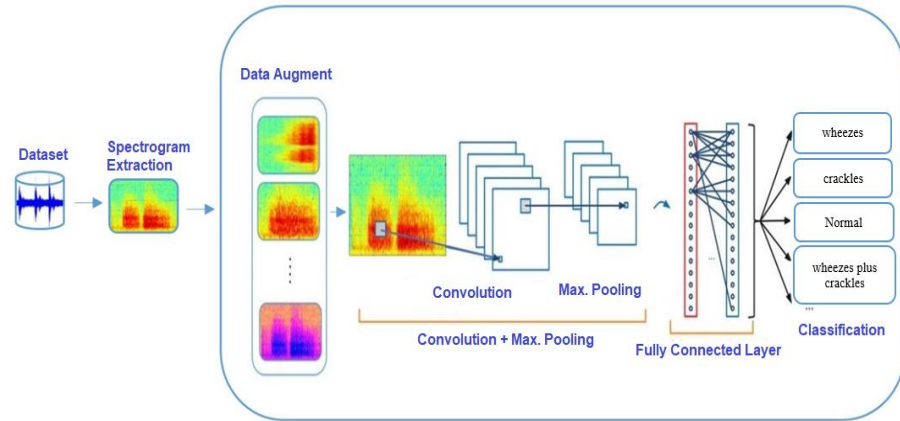 Data Augment
Dataset
Spectrogram
Extraction
Convolution
Max. Pooling
Convolution + Max. Pooling
Fully Connected Layer
...
wheezes
crackles
Normal
wheezes plus
crackles
...
Classification